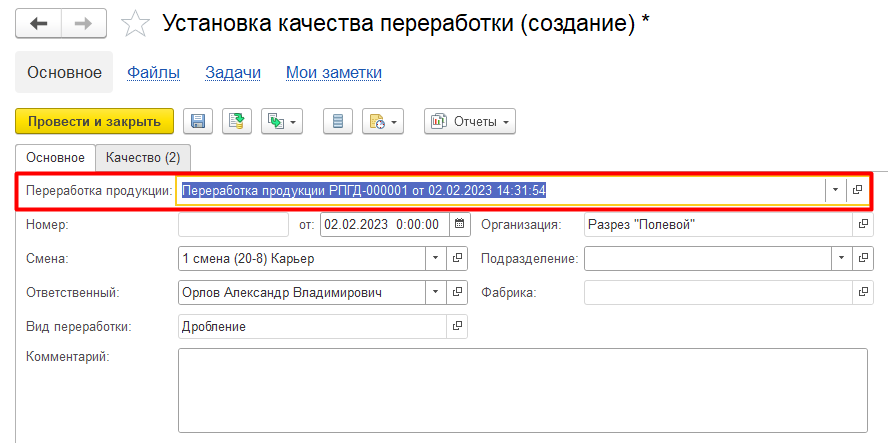 Установка качества переработки (создание) *
Основное Файлы Задачи Мои заметки
Провести и закрыть Отчеты
Основное Качество (2)
Переработка продукции: Переработка продукции РПГД-000001 от 02.02.2023 14:31:54
Номер: от: 02.02.2023 0:00:00 Организация: Разрез "Полевой"
Смена: 1 смена (20-8) Карьер Подразделение:
Ответственный: Орлов Александр Владимирович Фабрика:
Вид переработки: Дробление
Комментарий: